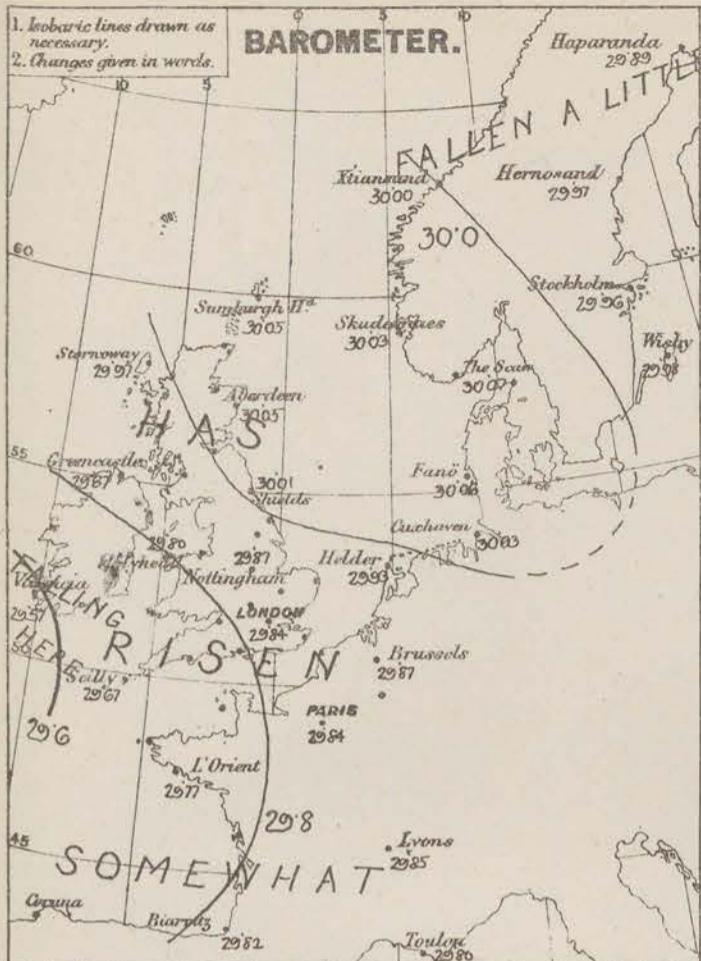 1. Isobaric lines drawn as
necessary.
2. Changes given in words.
BAROMETER.
0 5 10
10 5
Haparanda
29·89
FALLEN A LITTLE
Xtiansund
30·00
Hernosand
29·97
30·0
60
Stockholm
29·96
Sumburgh Hd
30·05
Skudesnaes
30·03
Wisby
29·98
Stornoway
29·97
The Scaw
30·07
Aberdeen
30·05
HAS
55
Greencastle
29·67
30·01
Shields
Fanö
30·06
Cuxhaven
30·03
29·80
Holyhead
29·87
Nottingham
Helder
29·93
FALLING
Valencia
29·57
LONDON
29·84
HERE
RISEN
Scilly
29·67
Brussels
29·87
29·6
PARIS
29·84
L'Orient
29·77
29·8
45
Lyons
29·85
SOMEWHAT
Coruna
Biarritz
29·82
Toulon
29·80